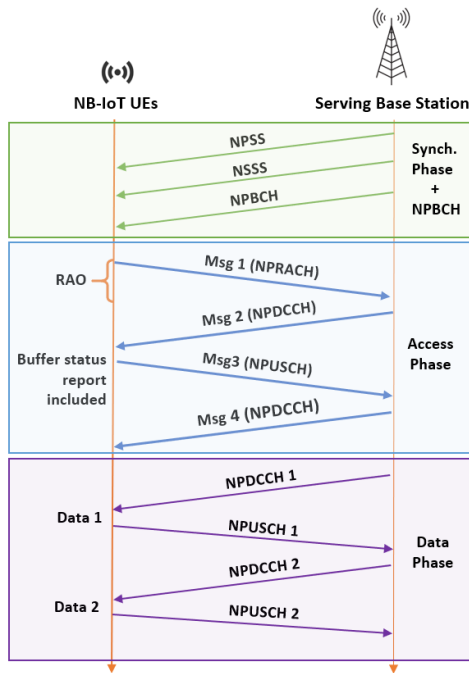 NB-IoT UEs
Serving Base Station
NPSS
NSSS
NPBCH
Synch.
Phase
+
NPBCH
RAO
Msg 1 (NPRACH)
Msg 2 (NPDCCH)
Buffer status
report
included
Msg3 (NPUSCH)
Msg 4 (NPDCCH)
Access
Phase
NPDCCH 1
Data 1
NPUSCH 1
NPDCCH 2
Data 2
NPUSCH 2
Data
Phase